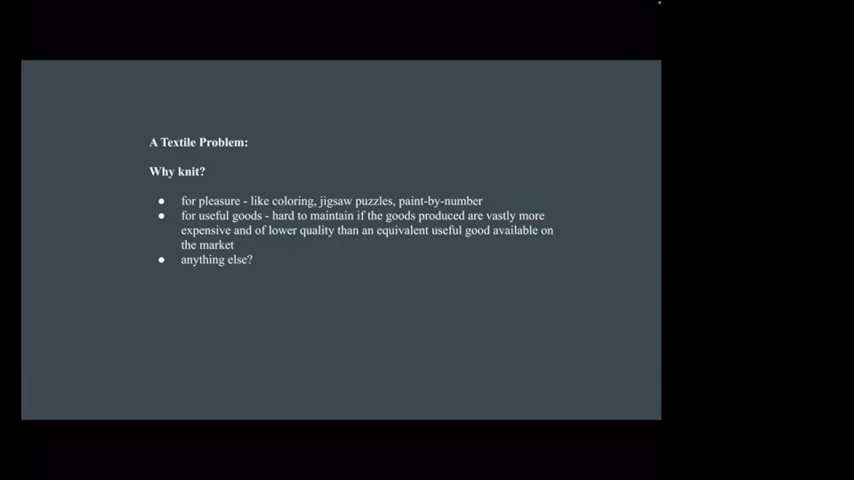 A Textile Problem:
Why knit?
● for pleasure - like coloring, jigsaw puzzles, paint-by-number
● for useful goods - hard to maintain if the goods produced are vastly more
expensive and of lower quality than an equivalent useful good available on
the market
● anything else?